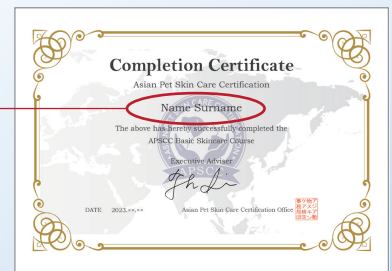 Completion Certificate
Asian Pet Skin Care Certification
Name Surname
The above has hereby successfully completed the
APSCC Basic Skincare Course
Executive Adviser
APSCC
DATE 2023.**.** Asian Pet Skin Care Certification Office